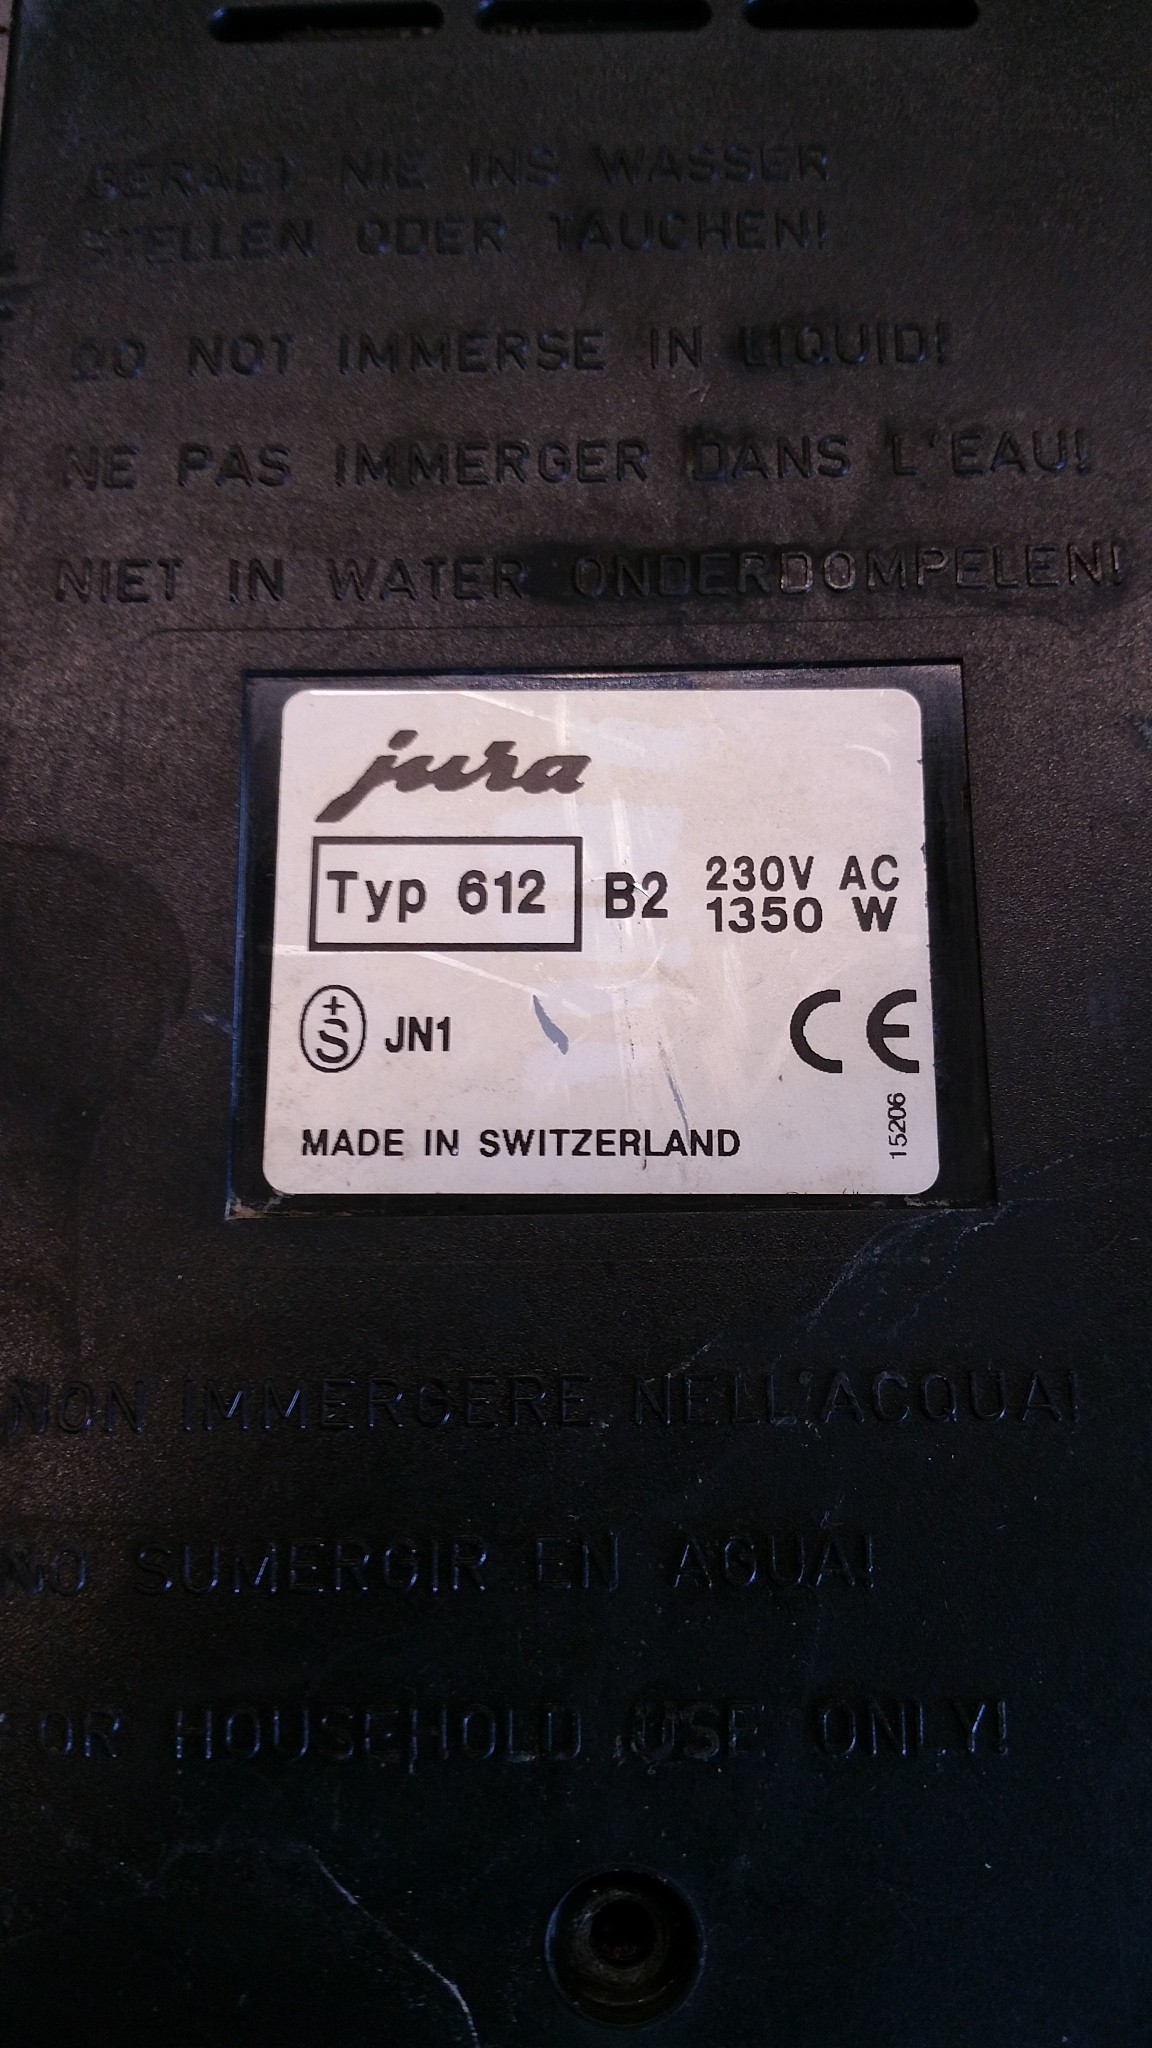 GERAET NIE INS WASSER
STELLEN ODER TAUCHEN!
DO NOT IMMERSE IN LIQUID!
NE PAS IMMERGER DANS L'EAU!
NIET IN WATER ONDERDOMPELEN!
jura
Typ 612 B2 230V AC
1350 W
+S JN1 CE
15206
MADE IN SWITZERLAND
NON IMMERGERE NELL'ACQUA!
NO SUMERGIR EN AGUA!
OR HOUSEHOLD USE ONLY!